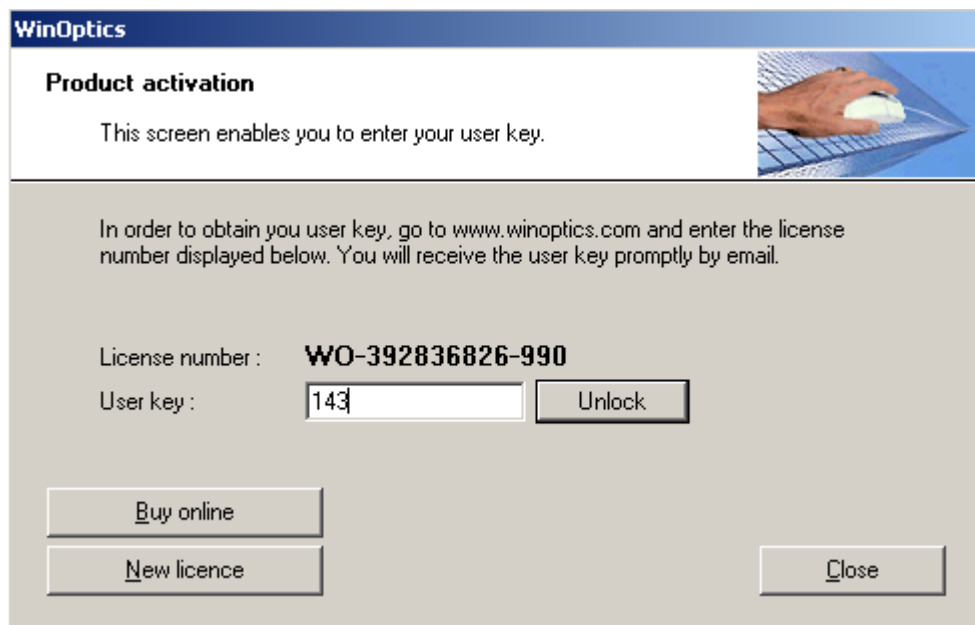 WinOptics
Product activation
This screen enables you to enter your user key.
In order to obtain you user key, go to www.winoptics.com and enter the license
number displayed below. You will receive the user key promptly by email.
License number : WO-392836826-990
User key : 143 Unlock
Buy online
New licence Close